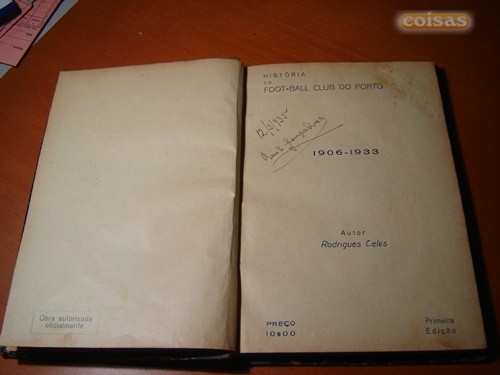 coisas
Obra autorizada
oficialmente
HISTÓRIA
DO
FOOT-BALL CLUB DO PORTO
1906-1933
Autor
Rodrigues Teles
PREÇO
10$00
Primeira
Edição